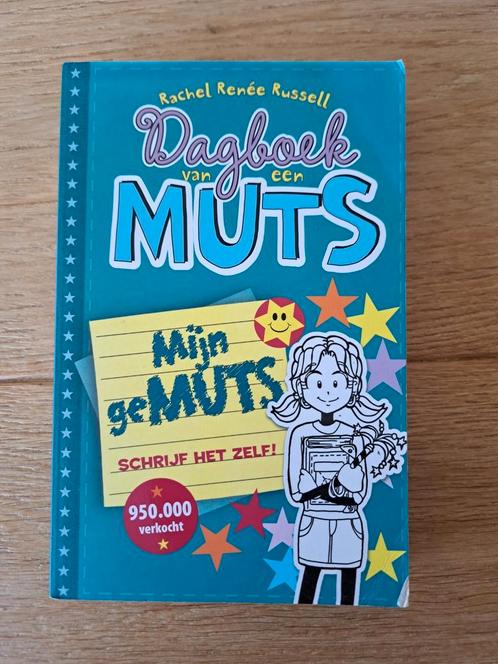 Rachel Renée Russell
Dagboek
van een
MUTS
Mijn
geMUTS
SCHRIJF HET ZELF!
950.000
verkocht